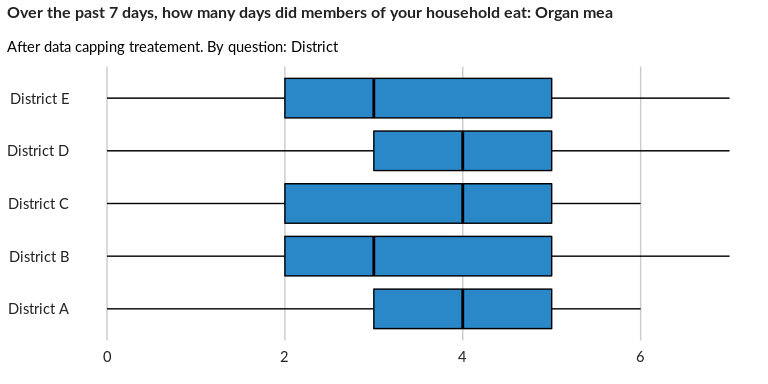 Over the past 7 days, how many days did members of your household eat: Organ mea
After data capping treatement. By question: District
District E
District D
District C
District B
District A
0 2 4 6